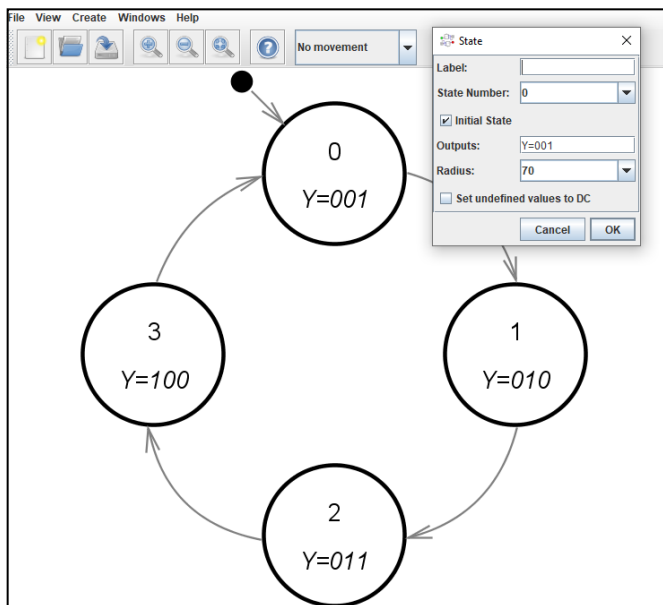 File View Create Windows Help
No movement
State
Label:
State Number: 0
Initial State
Outputs: Y=001
Radius: 70
Set undefined values to DC
Cancel OK
0
Y=001
3
Y=100
1
Y=010
2
Y=011